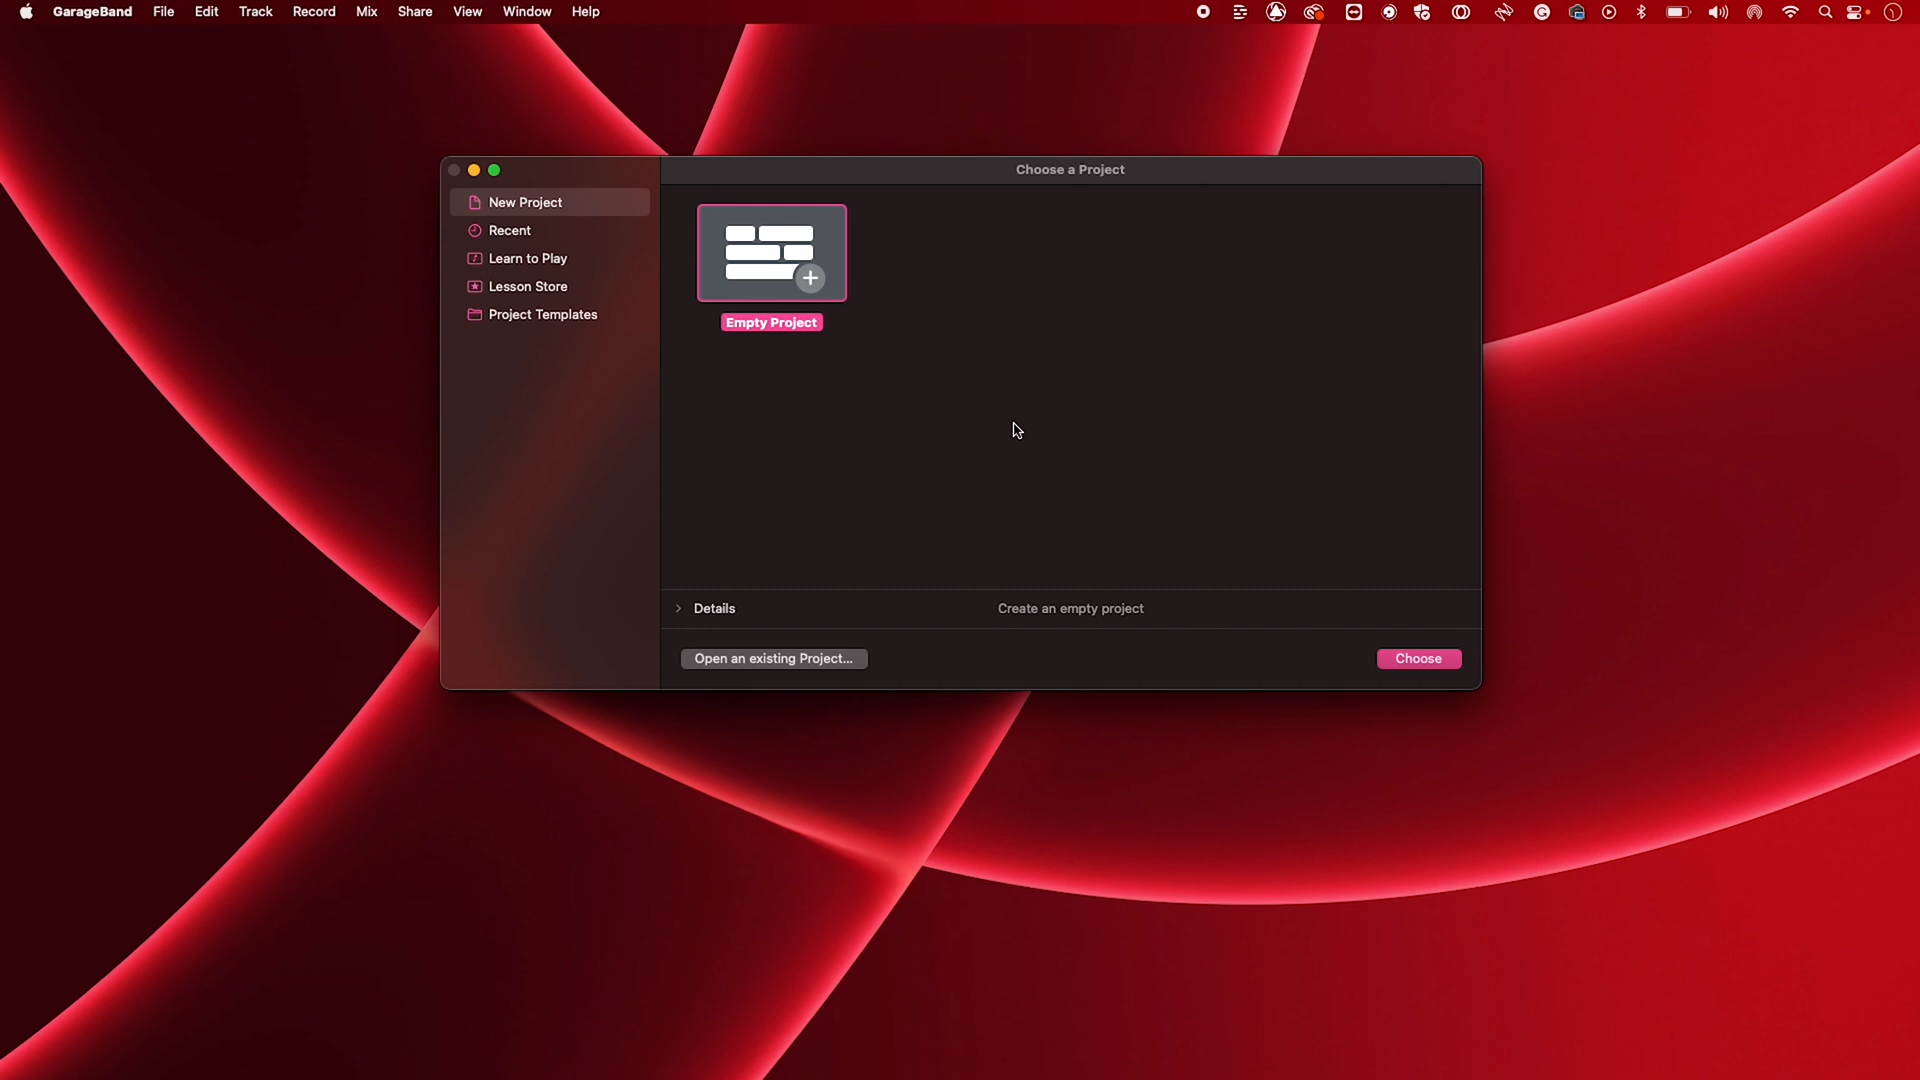 GarageBand File Edit Track Record Mix Share View Window Help
Choose a Project
New Project
Recent
Learn to Play
Lesson Store
Project Templates
Empty Project
Details
Create an empty project
Open an existing Project...
Choose